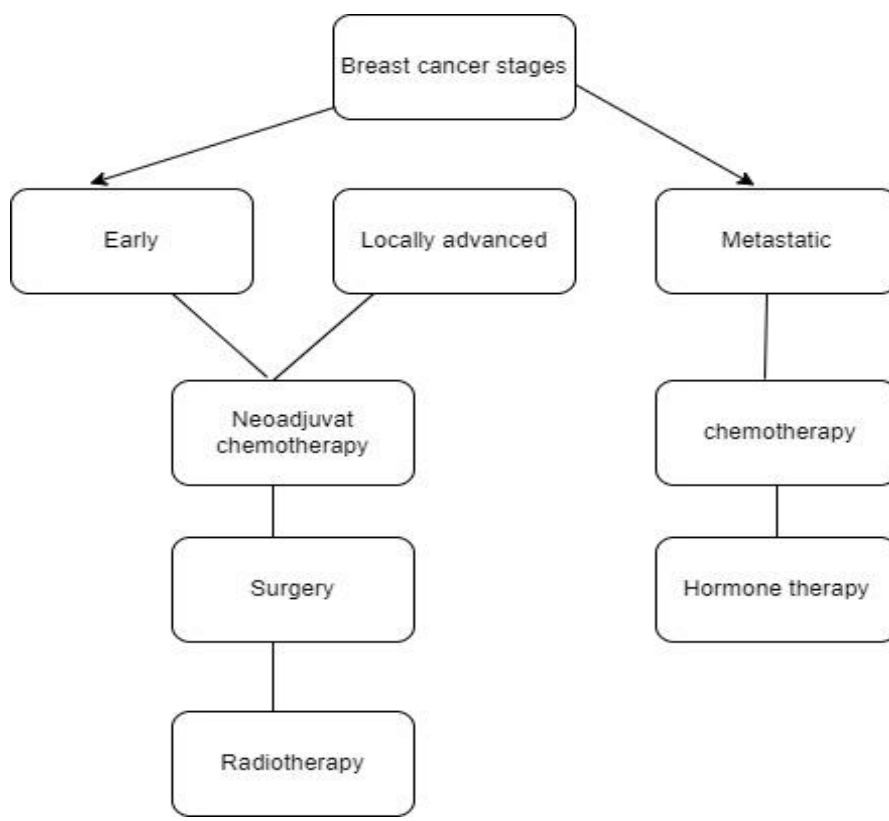 Breast cancer stages
Early
Locally advanced
Metastatic
Neoadjuvat
chemotherapy
chemotherapy
Surgery
Hormone therapy
Radiotherapy